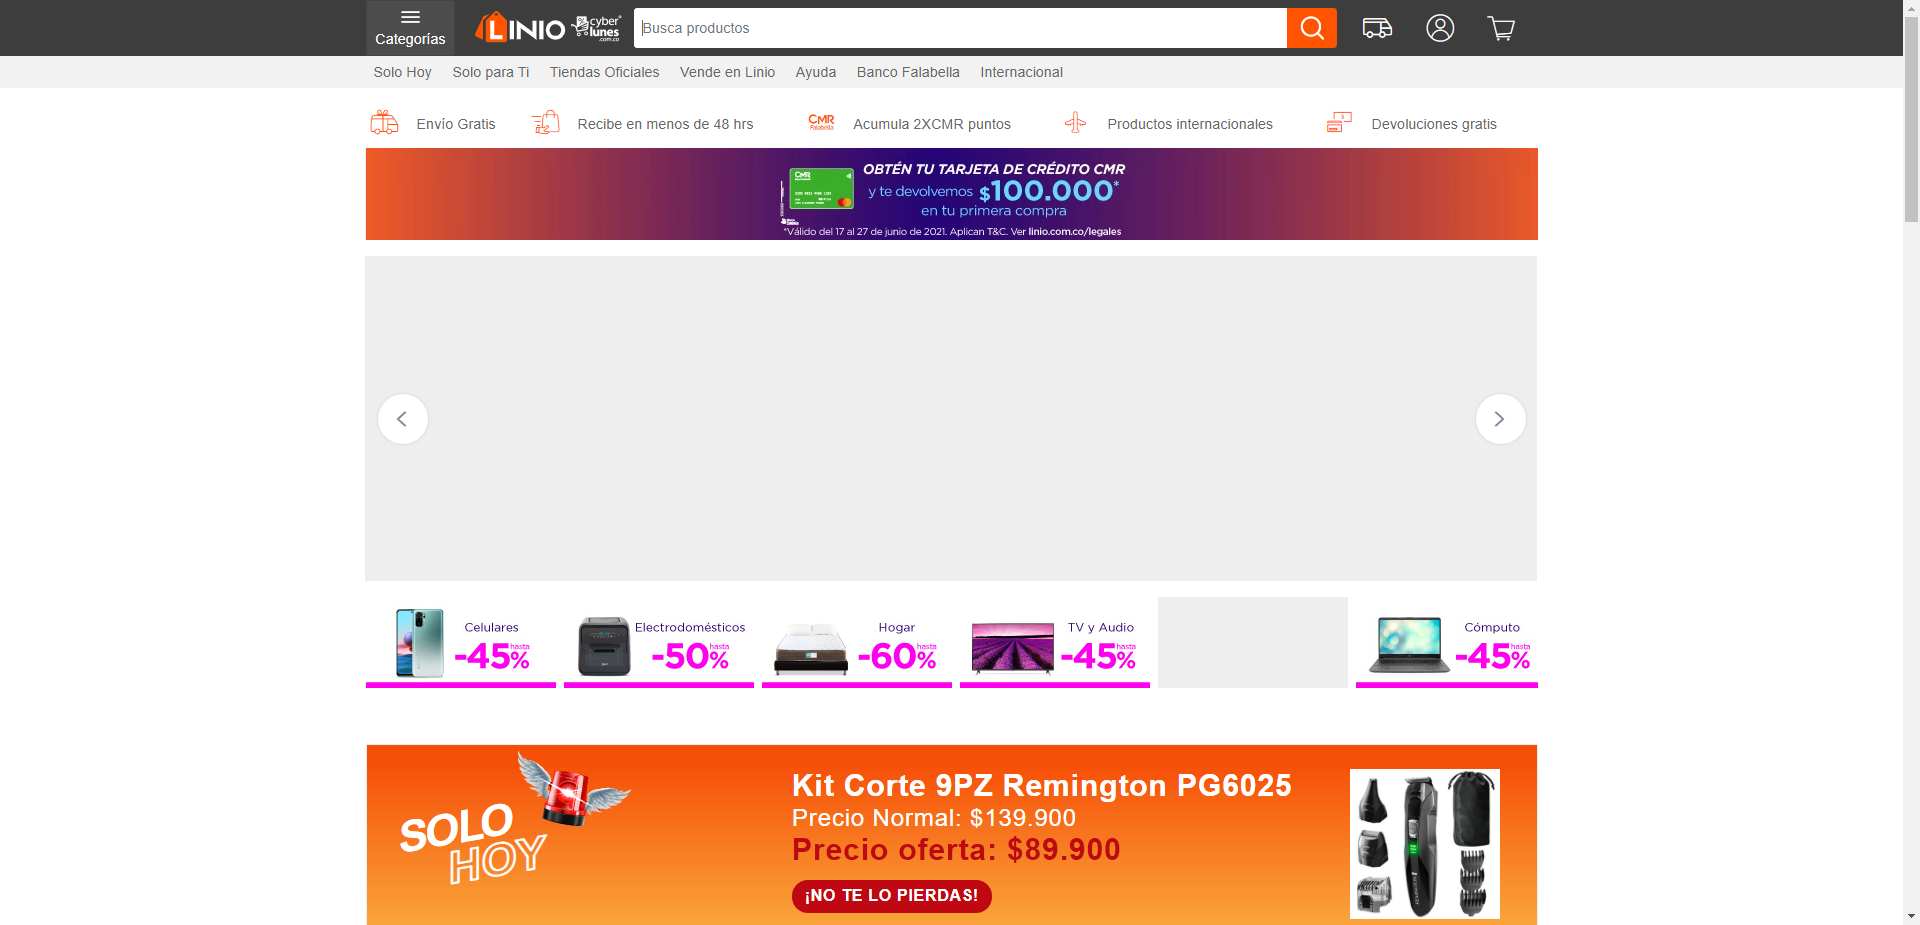 Categorías
LINIO
cyber
lunes
.com.co
Busca productos
Solo Hoy
Solo para Ti
Tiendas Oficiales
Vende en Linio
Ayuda
Banco Falabella
Internacional
Envío Gratis
Recibe en menos de 48 hrs
CMR
Falabella
Acumula 2XCMR puntos
Productos internacionales
Devoluciones gratis
CMR
OBTÉN TU TARJETA DE CRÉDITO CMR
y te devolvemos $100.000*
en tu primera compra
*Válido del 17 al 27 de junio de 2021. Aplican T&C. Ver linio.com.co/legales
Celulares
hasta
-45%
Electrodomésticos
hasta
-50%
Hogar
hasta
-60%
TV y Audio
hasta
-45%
Cómputo
hasta
-45%
SOLO
HOY
Kit Corte 9PZ Remington PG6025
Precio Normal: $139.900
Precio oferta: $89.900
¡NO TE LO PIERDAS!